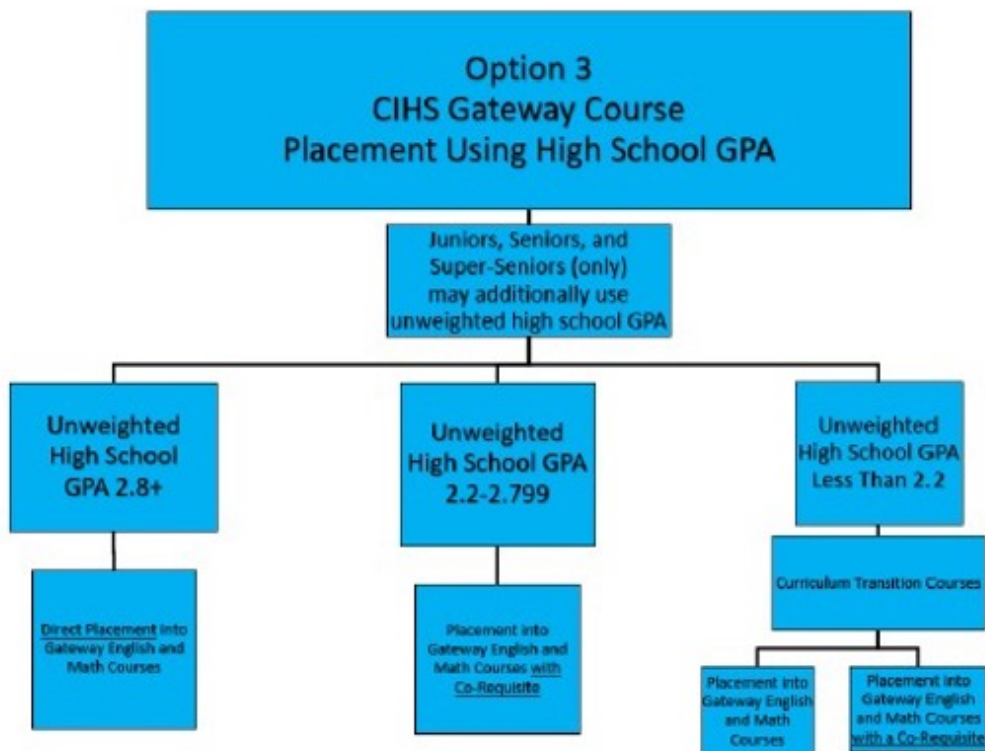 Option 3
CIHS Gateway Course
Placement Using High School GPA
Juniors, Seniors, and
Super-Seniors (only)
may additionally use
unweighted high school GPA
Unweighted
High School
GPA 2.8+
Unweighted
High School GPA
2.2-2.799
Unweighted
High School GPA
Less Than 2.2
Direct Placement into
Gateway English and
Math Courses
Placement into
Gateway English and
Math Courses with
Co-Requisite
Curriculum Transition Courses
Placement into
Gateway English
and Math
Courses
Placement into
Gateway English
and Math Courses
with a Co-Requisite